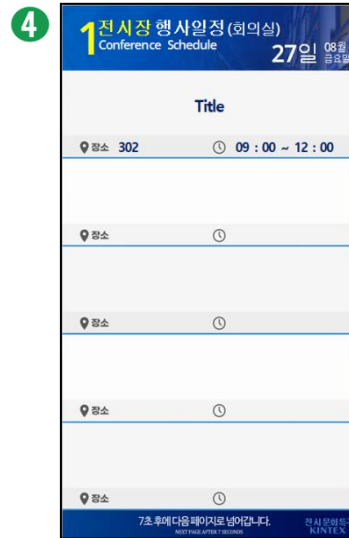 4
1전시장 행사일정(회의실)
Conference Schedule
27일 08월
금요일
Title
장소 302 09 : 00 ~ 12 : 00
장소
장소
장소
장소
7초 후에 다음 페이지로 넘어갑니다.
NEXT PAGE AFTER 7 SECONDS
KINTEX